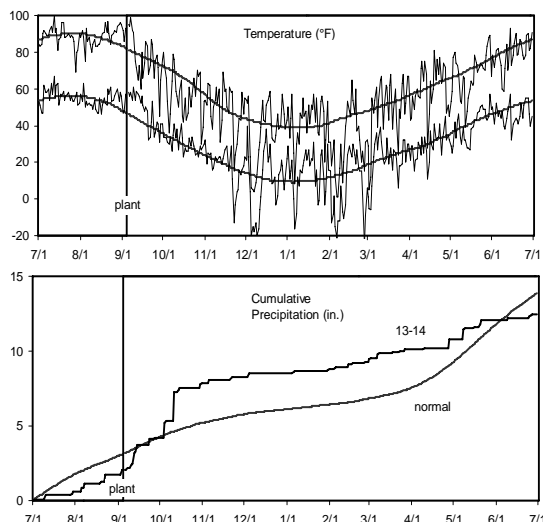 Temperature (°F)
100
80
60
40
20
0
-20
plant
7/1 8/1 9/1 10/1 11/1 12/1 1/1 2/1 3/1 4/1 5/1 6/1 7/1
Cumulative
Precipitation (in.)
15
10
5
0
13-14
normal
plant
7/1 8/1 9/1 10/1 11/1 12/1 1/1 2/1 3/1 4/1 5/1 6/1 7/1